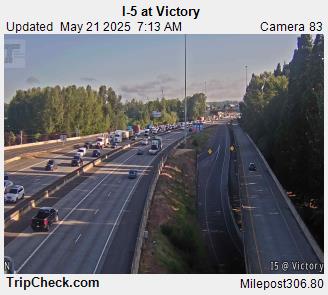 I-5 at Victory
Updated May 21 2025 7:13 AM Camera 83
N
I5 @ Victory
TripCheck.com Milepost306.80